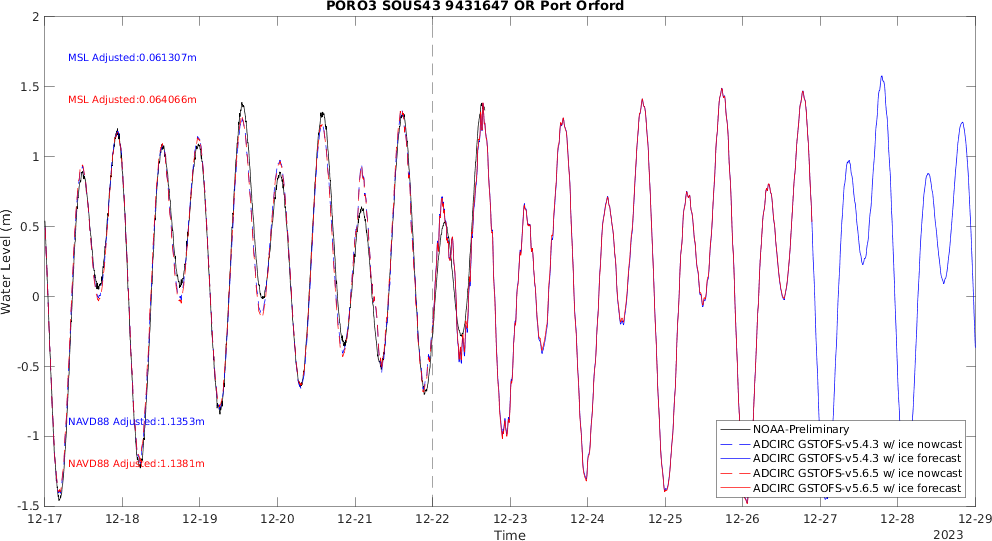 PORO3 SOUS43 9431647 OR Port Orford
2
1.5
1
0.5
0
-0.5
-1
-1.5
Water Level (m)
MSL Adjusted:0.061307m
MSL Adjusted:0.064066m
NAVD88 Adjusted:1.1353m
NAVD88 Adjusted:1.1381m
NOAA-Preliminary
ADCIRC GSTOFS-v5.4.3 w/ ice nowcast
ADCIRC GSTOFS-v5.4.3 w/ ice forecast
ADCIRC GSTOFS-v5.6.5 w/ ice nowcast
ADCIRC GSTOFS-v5.6.5 w/ ice forecast
12-17 12-18 12-19 12-20 12-21 12-22 12-23 12-24 12-25 12-26 12-27 12-28 12-29
Time
2023